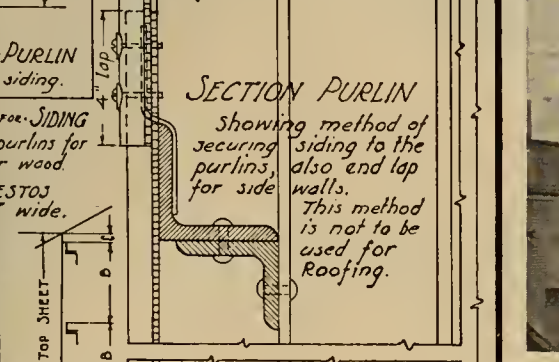 PURLIN
siding.
FOR SIDING
purlins for
wood.
wide.
TOP SHEET
B
D
C
4" lap
SECTION PURLIN
Showing method of
securing siding to the
purlins, also end lap
for side walls.
This method
is not to be
used for
Roofing.